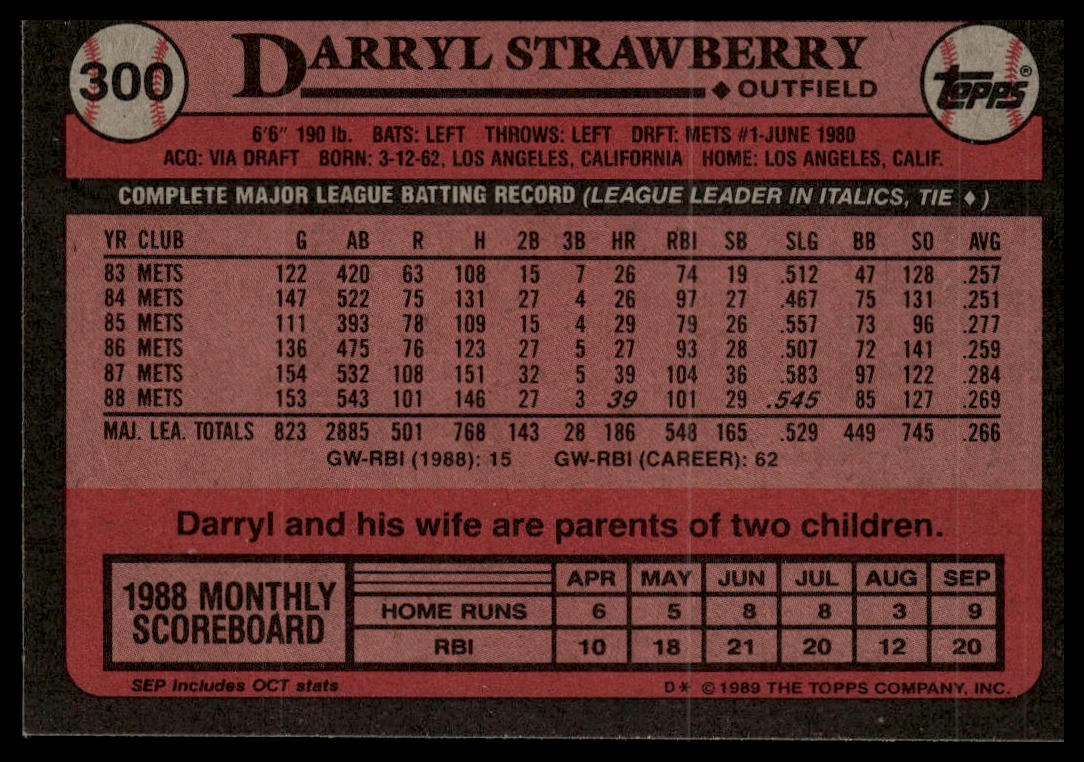 300 DARRYL STRAWBERRY Topps®
◆ OUTFIELD
6'6" 190 lb. BATS: LEFT THROWS: LEFT DRFT: METS #1-JUNE 1980
ACQ: VIA DRAFT BORN: 3-12-62, LOS ANGELES, CALIFORNIA HOME: LOS ANGELES, CALIF.
COMPLETE MAJOR LEAGUE BATTING RECORD (LEAGUE LEADER IN ITALICS, TIE ♦)
YR CLUB G AB R H 2B 3B HR RBI SB SLG BB SO AVG
83 METS 122 420 63 108 15 7 26 74 19 .512 47 128 .257
84 METS 147 522 75 131 27 4 26 97 27 .467 75 131 .251
85 METS 111 393 78 109 15 4 29 79 26 .557 73 96 .277
86 METS 136 475 76 123 27 5 27 93 28 .507 72 141 .259
87 METS 154 532 108 151 32 5 39 104 36 .583 97 122 .284
88 METS 153 543 101 146 27 3 39 101 29 .545 85 127 .269
MAJ. LEA. TOTALS 823 2885 501 768 143 28 186 548 165 .529 449 745 .266
GW-RBI (1988): 15 GW-RBI (CAREER): 62
Darryl and his wife are parents of two children.
1988 MONTHLY SCOREBOARD
APR MAY JUN JUL AUG SEP
HOME RUNS 6 5 8 8 3 9
RBI 10 18 21 20 12 20
SEP Includes OCT stats D* ©1989 THE TOPPS COMPANY, INC.